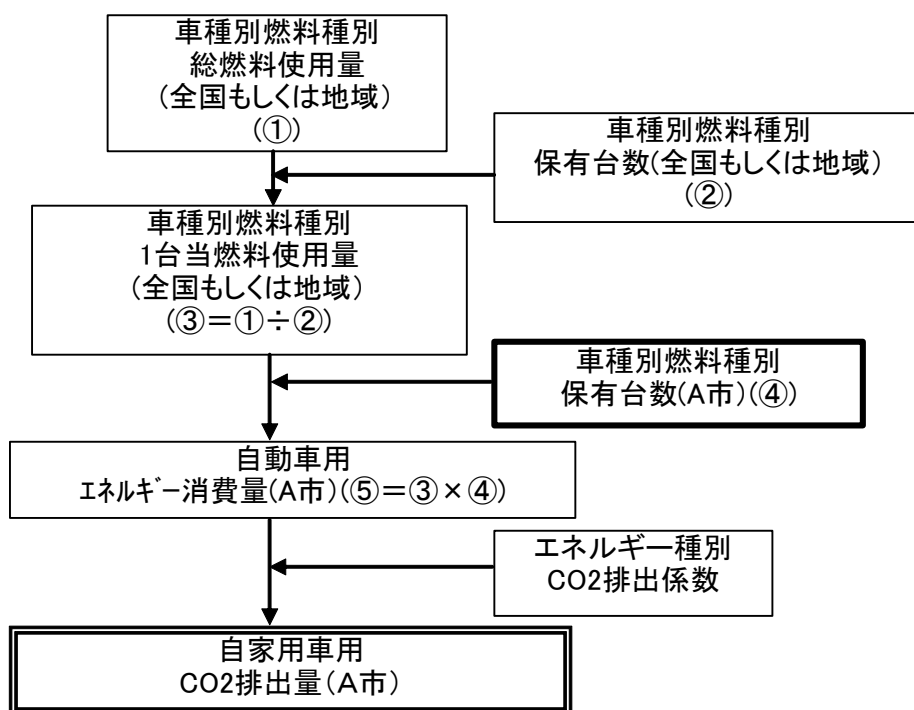 車種別燃料種別
総燃料使用量
(全国もしくは地域)
(①)
車種別燃料種別
保有台数(全国もしくは地域)
(②)
車種別燃料種別
1台当燃料使用量
(全国もしくは地域)
(③=①÷②)
車種別燃料種別
保有台数(A市)(④)
自動車用
エネルギー消費量(A市)(⑤=③×④)
エネルギー種別
CO2排出係数
自家用車用
CO2排出量(A市)